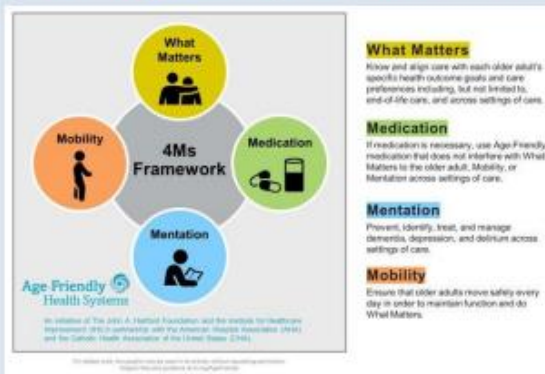 What
Matters
Mobility
4Ms
Framework
Medication
Mentation
Age Friendly
Health Systems
An initiative of The John A. Hartford Foundation and the Institute for Healthcare
Improvement (IHI) in partnership with the American Hospital Association (AHA)
and the Catholic Health Association of the United States (CHA).
What Matters
Know and align care with each older adult's
specific health outcome goals and care
preferences including, but not limited to,
end-of-life care, and across settings of care.
Medication
If medication is necessary, use Age-Friendly
medication that does not interfere with What
Matters to the older adult, Mobility, or
Mentation across settings of care.
Mentation
Prevent, identify, treat, and manage
dementia, depression, and delirium across
settings of care.
Mobility
Ensure that older adults move safely every
day in order to maintain function and do
What Matters.